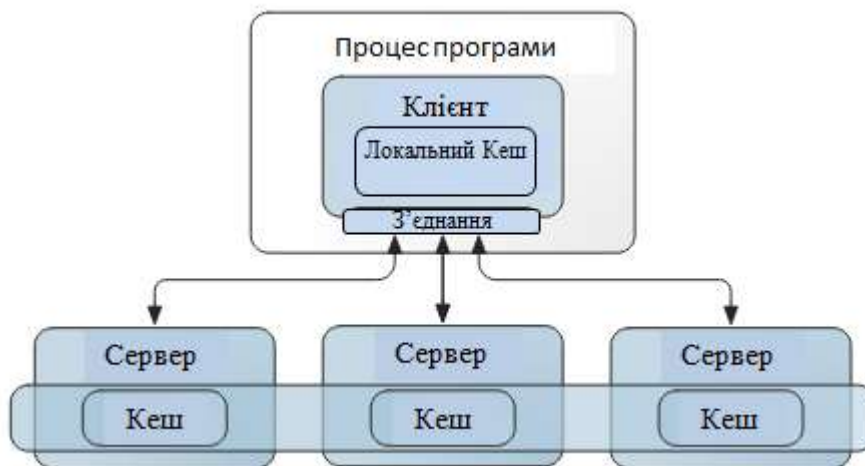 Процес програми
Клієнт
Локальний Кеш
З’єднання
Сервер
Сервер
Сервер
Кеш
Кеш
Кеш